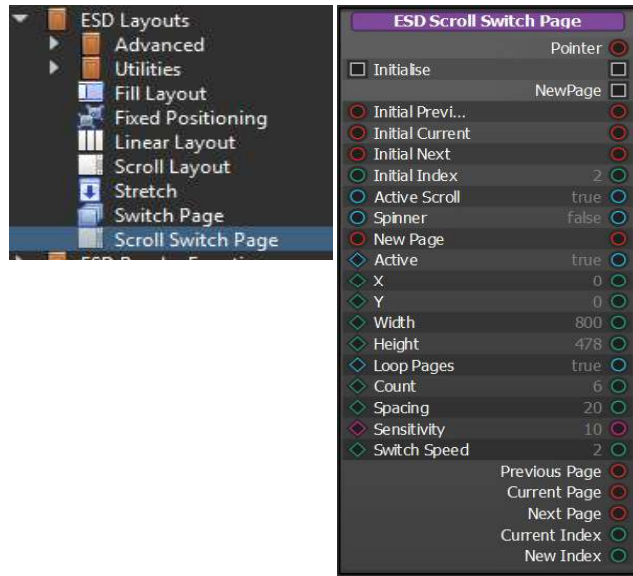 ESD Layouts
Advanced
Utilities
Fill Layout
Fixed Positioning
Linear Layout
Scroll Layout
Stretch
Switch Page
Scroll Switch Page
ESD Scroll Switch Page
Pointer
Initialise
NewPage
Initial Previ...
Initial Current
Initial Next
Initial Index 2
Active Scroll true
Spinner false
New Page
Active true
X 0
Y 0
Width 800
Height 478
Loop Pages true
Count 6
Spacing 20
Sensitivity 10
Switch Speed 2
Previous Page
Current Page
Next Page
Current Index
New Index